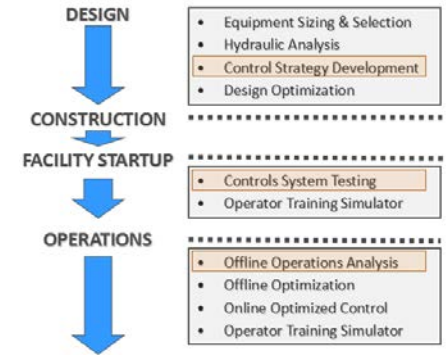 DESIGN
• Equipment Sizing & Selection
• Hydraulic Analysis
• Control Strategy Development
• Design Optimization
CONSTRUCTION
FACILITY STARTUP
• Controls System Testing
• Operator Training Simulator
OPERATIONS
• Offline Operations Analysis
• Offline Optimization
• Online Optimized Control
• Operator Training Simulator